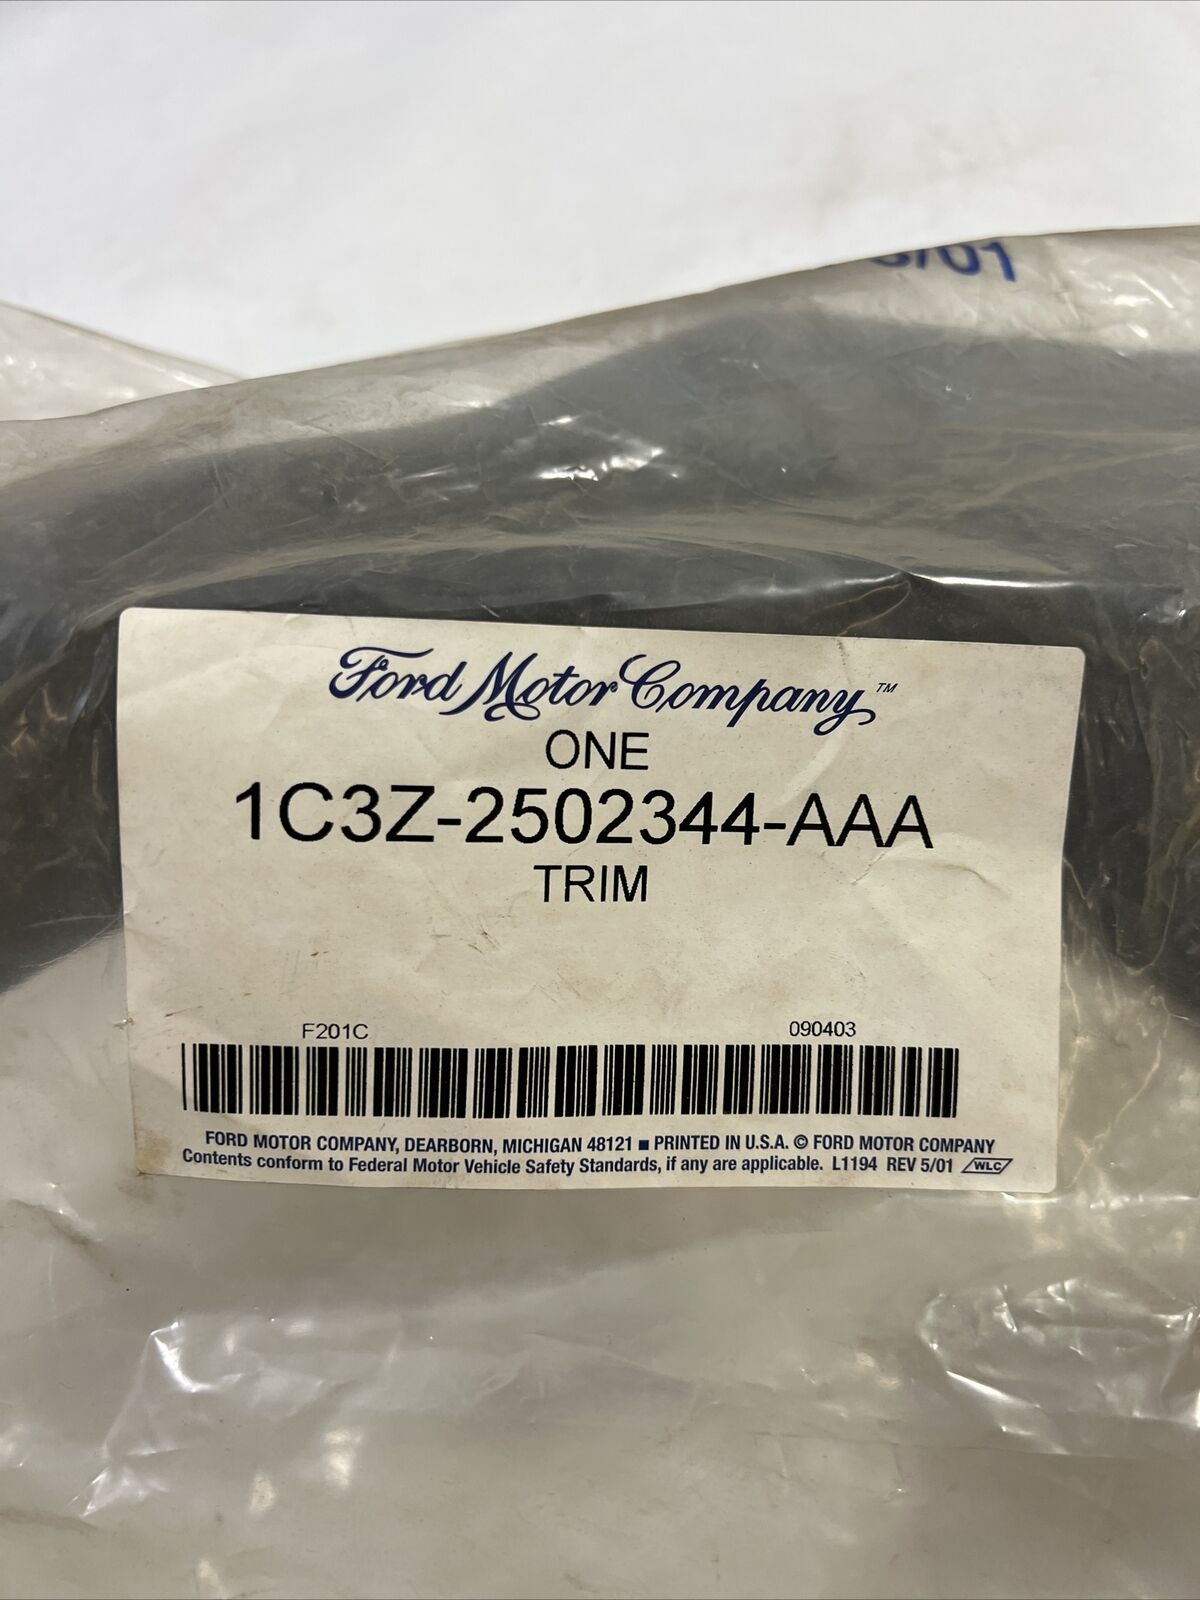 /01
Ford Motor Company™
ONE
1C3Z-2502344-AAA
TRIM
F201C 090403
FORD MOTOR COMPANY, DEARBORN, MICHIGAN 48121 ■ PRINTED IN U.S.A. © FORD MOTOR COMPANY
Contents conform to Federal Motor Vehicle Safety Standards, if any are applicable. L1194 REV 5/01 WLC